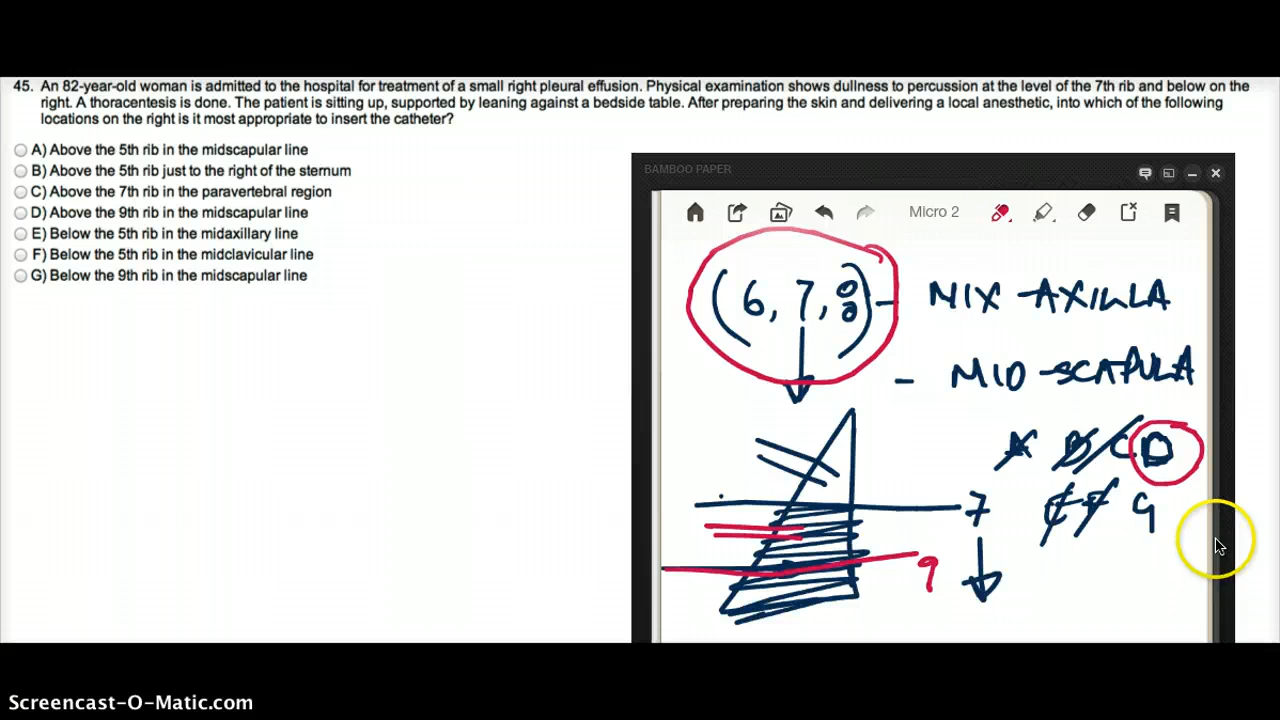 45. An 82-year-old woman is admitted to the hospital for treatment of a small right pleural effusion. Physical examination shows dullness to percussion at the level of the 7th rib and below on the
right. A thoracentesis is done. The patient is sitting up, supported by leaning against a bedside table. After preparing the skin and delivering a local anesthetic, into which of the following
locations on the right is it most appropriate to insert the catheter?
A) Above the 5th rib in the midscapular line
B) Above the 5th rib just to the right of the sternum
C) Above the 7th rib in the paravertebral region
D) Above the 9th rib in the midscapular line
E) Below the 5th rib in the midaxillary line
F) Below the 5th rib in the midclavicular line
G) Below the 9th rib in the midscapular line
BAMBOO PAPER
Micro 2
(6, 7, 8) - MIX -AXILLA
- MID -SCAPULA
A B C D
7 9
9
Screencast-O-Matic.com